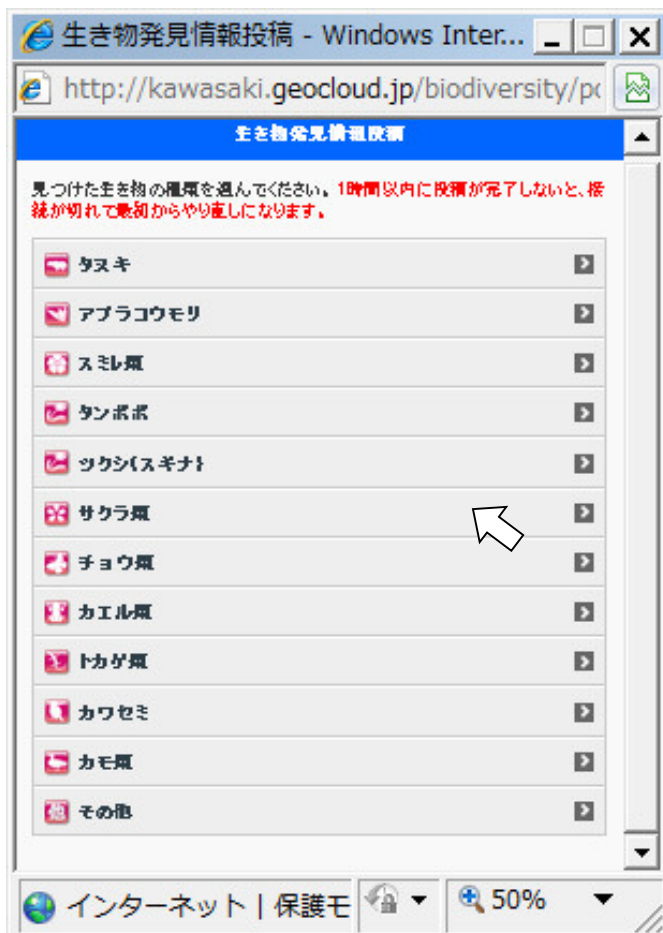 生き物発見情報投稿 - Windows Inter...
http://kawasaki.geocloud.jp/biodiversity/po
生き物発見情報投稿
見つけた生き物の種類を選んでください。1時間以内に投稿が完了しないと、接
続が切れて最初からやり直しになります。
タヌキ
アブラコウモリ
スミレ類
タンポポ
ツクシ(スギナ)
サクラ類
チョウ類
カエル類
トカゲ類
カワセミ
カモ類
他 その他
インターネット | 保護モ
50%